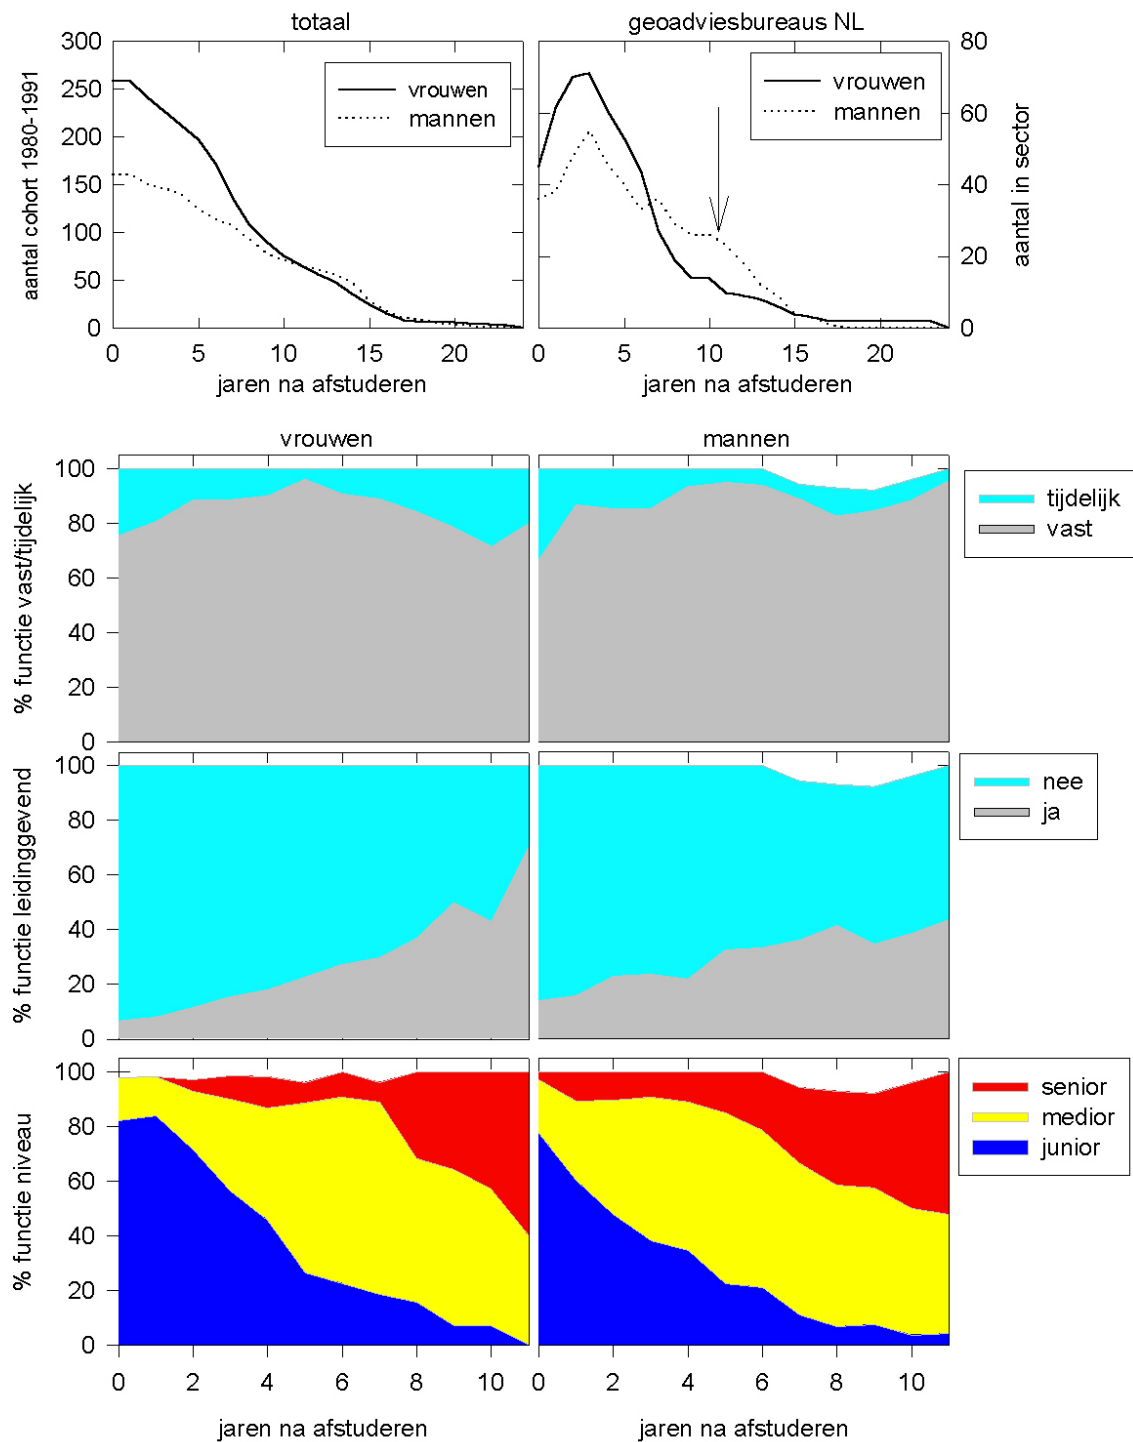 totaal
geoadviesbureaus NL
aantal cohort 1980-1991
300
250
200
150
100
50
0
vrouwen
mannen
0 5 10 15 20
jaren na afstuderen
vrouwen
mannen
80
60
40
20
0
aantal in sector
0 5 10 15 20
jaren na afstuderen
vrouwen
mannen
% functie vast/tijdelijk
100
80
60
40
20
0
tijdelijk
vast
% functie leidinggevend
100
80
60
40
20
0
nee
ja
% functie niveau
100
80
60
40
20
0
senior
medior
junior
0 2 4 6 8 10
0 2 4 6 8 10
jaren na afstuderen
jaren na afstuderen